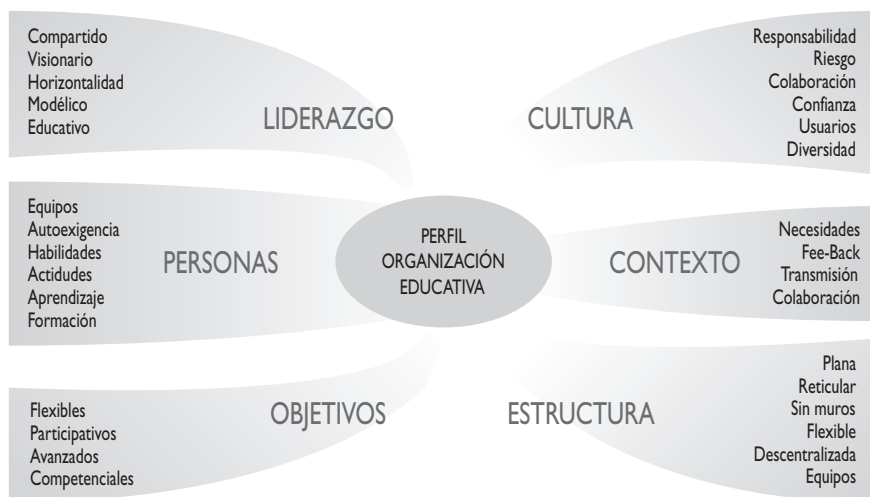 Compartido
Visionario
Horizontalidad
Modélico
Educativo
LIDERAZGO
CULTURA
Responsabilidad
Riesgo
Colaboración
Confianza
Usuarios
Diversidad
Equipos
Autoexigencia
Habilidades
Actidudes
Aprendizaje
Formación
PERSONAS
PERFIL
ORGANIZACIÓN
EDUCATIVA
CONTEXTO
Necesidades
Fee-Back
Transmisión
Colaboración
Flexibles
Participativos
Avanzados
Competenciales
OBJETIVOS
ESTRUCTURA
Plana
Reticular
Sin muros
Flexible
Descentralizada
Equipos